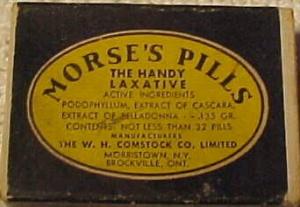 MORSE'S PILLS
THE HANDY
LAXATIVE
ACTIVE INGREDIENTS
PODOPHYLLUM, EXTRACT OF CASCARA,
EXTRACT OF BELLADONNA - .133 GR.
CONTENTS: NOT LESS THAN 32 PILLS
MANUFACTURERS
THE W. H. COMSTOCK CO., LIMITED
MORRISTOWN, N.Y.
BROCKVILLE, ONT.